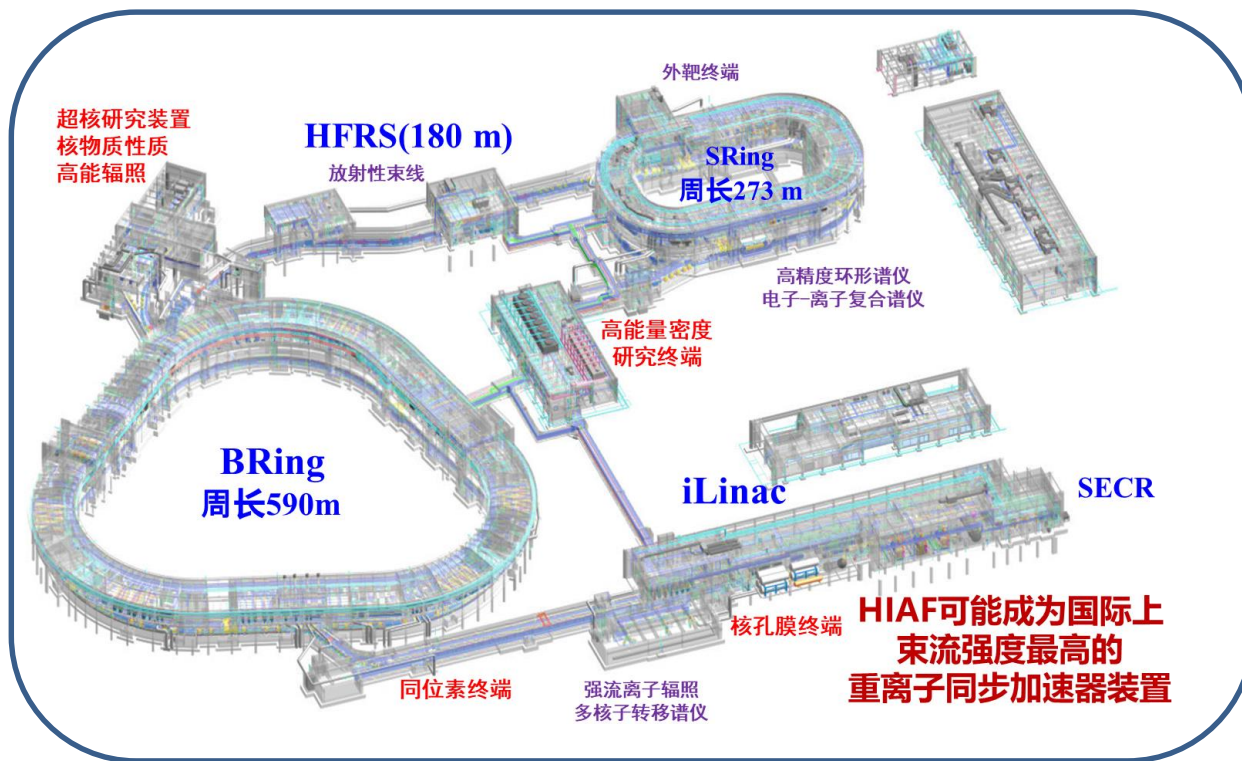 外靶终端
超核研究装置
核物质性质
高能辐照
HFRS(180 m)
放射性束线
SRing
周长273 m
高精度环形谱仪
电子-离子复合谱仪
高能量密度
研究终端
BRing
周长590m
iLinac
SECR
核孔膜终端
HIAF可能成为国际上
束流强度最高的
重离子同步加速器装置
同位素终端
强流离子辐照
多核子转移谱仪